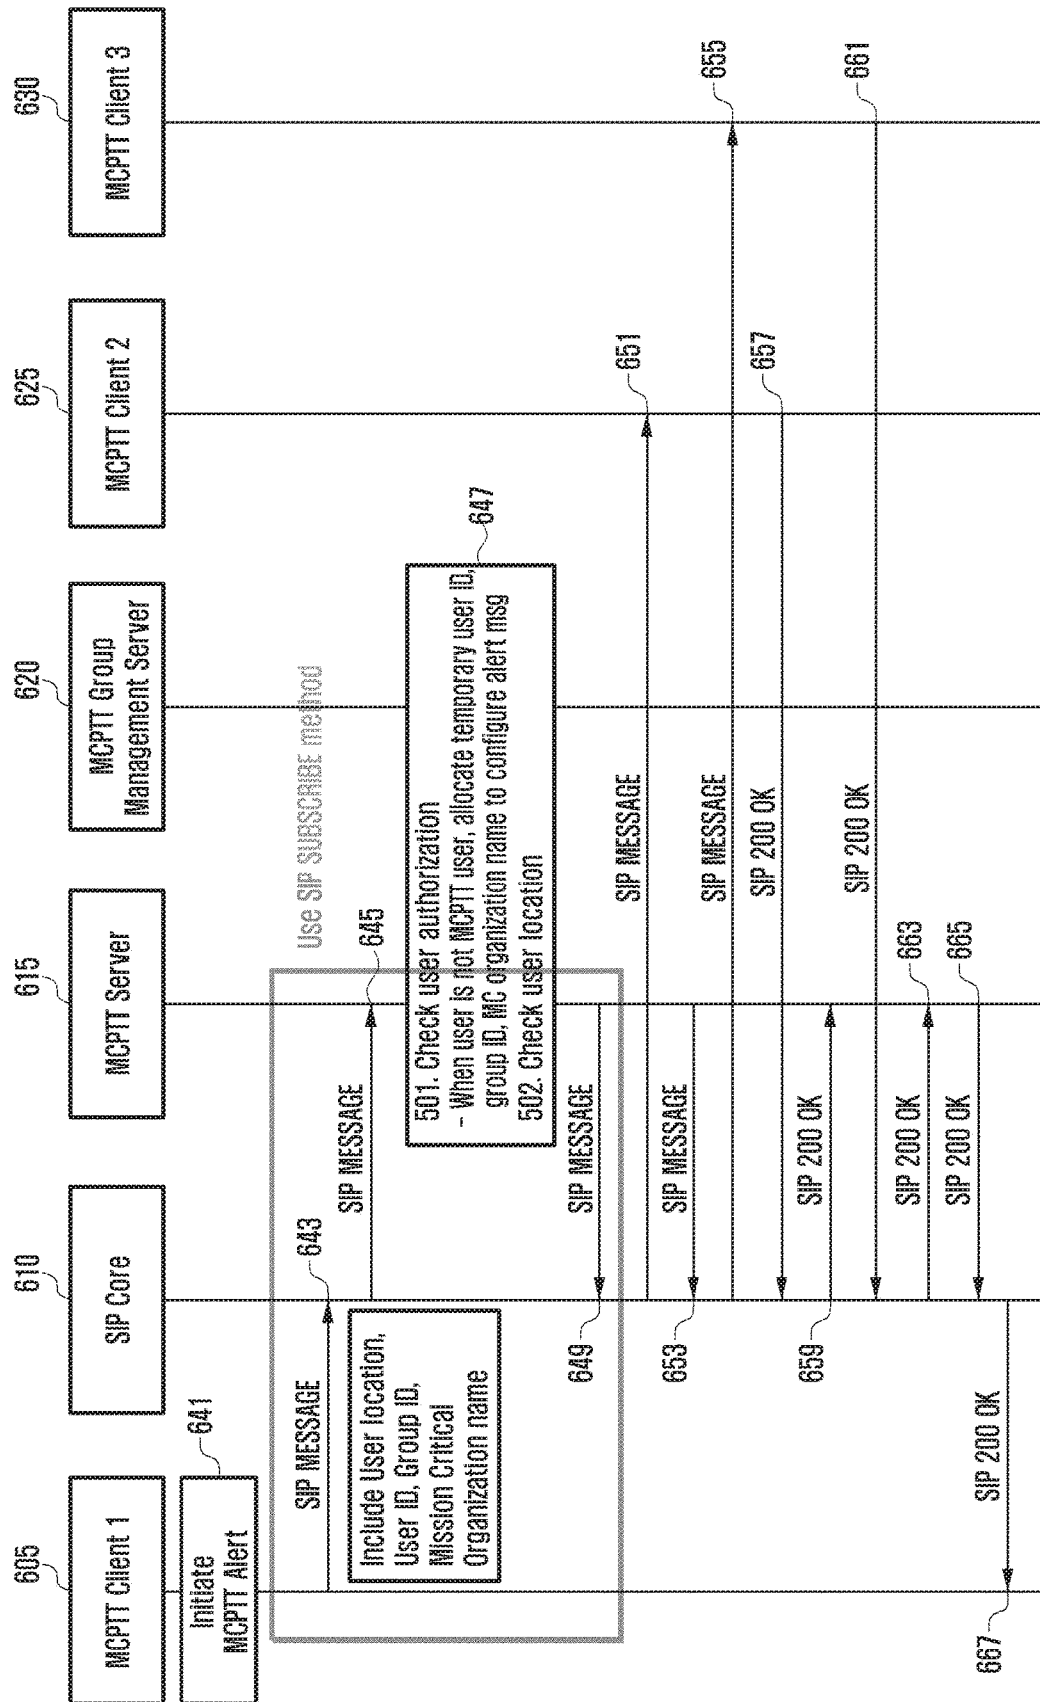 605
610
615
620
625
630
MCPTT Client 1
SIP Core
MCPTT Server
MCPTT Group
Management Server
MCPTT Client 2
MCPTT Client 3
Initiate
MCPTT Alert
641
Use SIP SUBSCRIBE method
SIP MESSAGE
643
Include User location,
User ID, Group ID,
Mission Critical
Organization name
SIP MESSAGE
645
501. Check user authorization
- When user is not MCPTT user, allocate temporary user ID,
group ID, MC organization name to configure alert msg
502. Check user location
647
SIP MESSAGE
649
SIP MESSAGE
651
SIP MESSAGE
653
SIP MESSAGE
655
SIP 200 OK
657
SIP 200 OK
659
SIP 200 OK
661
SIP 200 OK
663
SIP 200 OK
665
SIP 200 OK
667